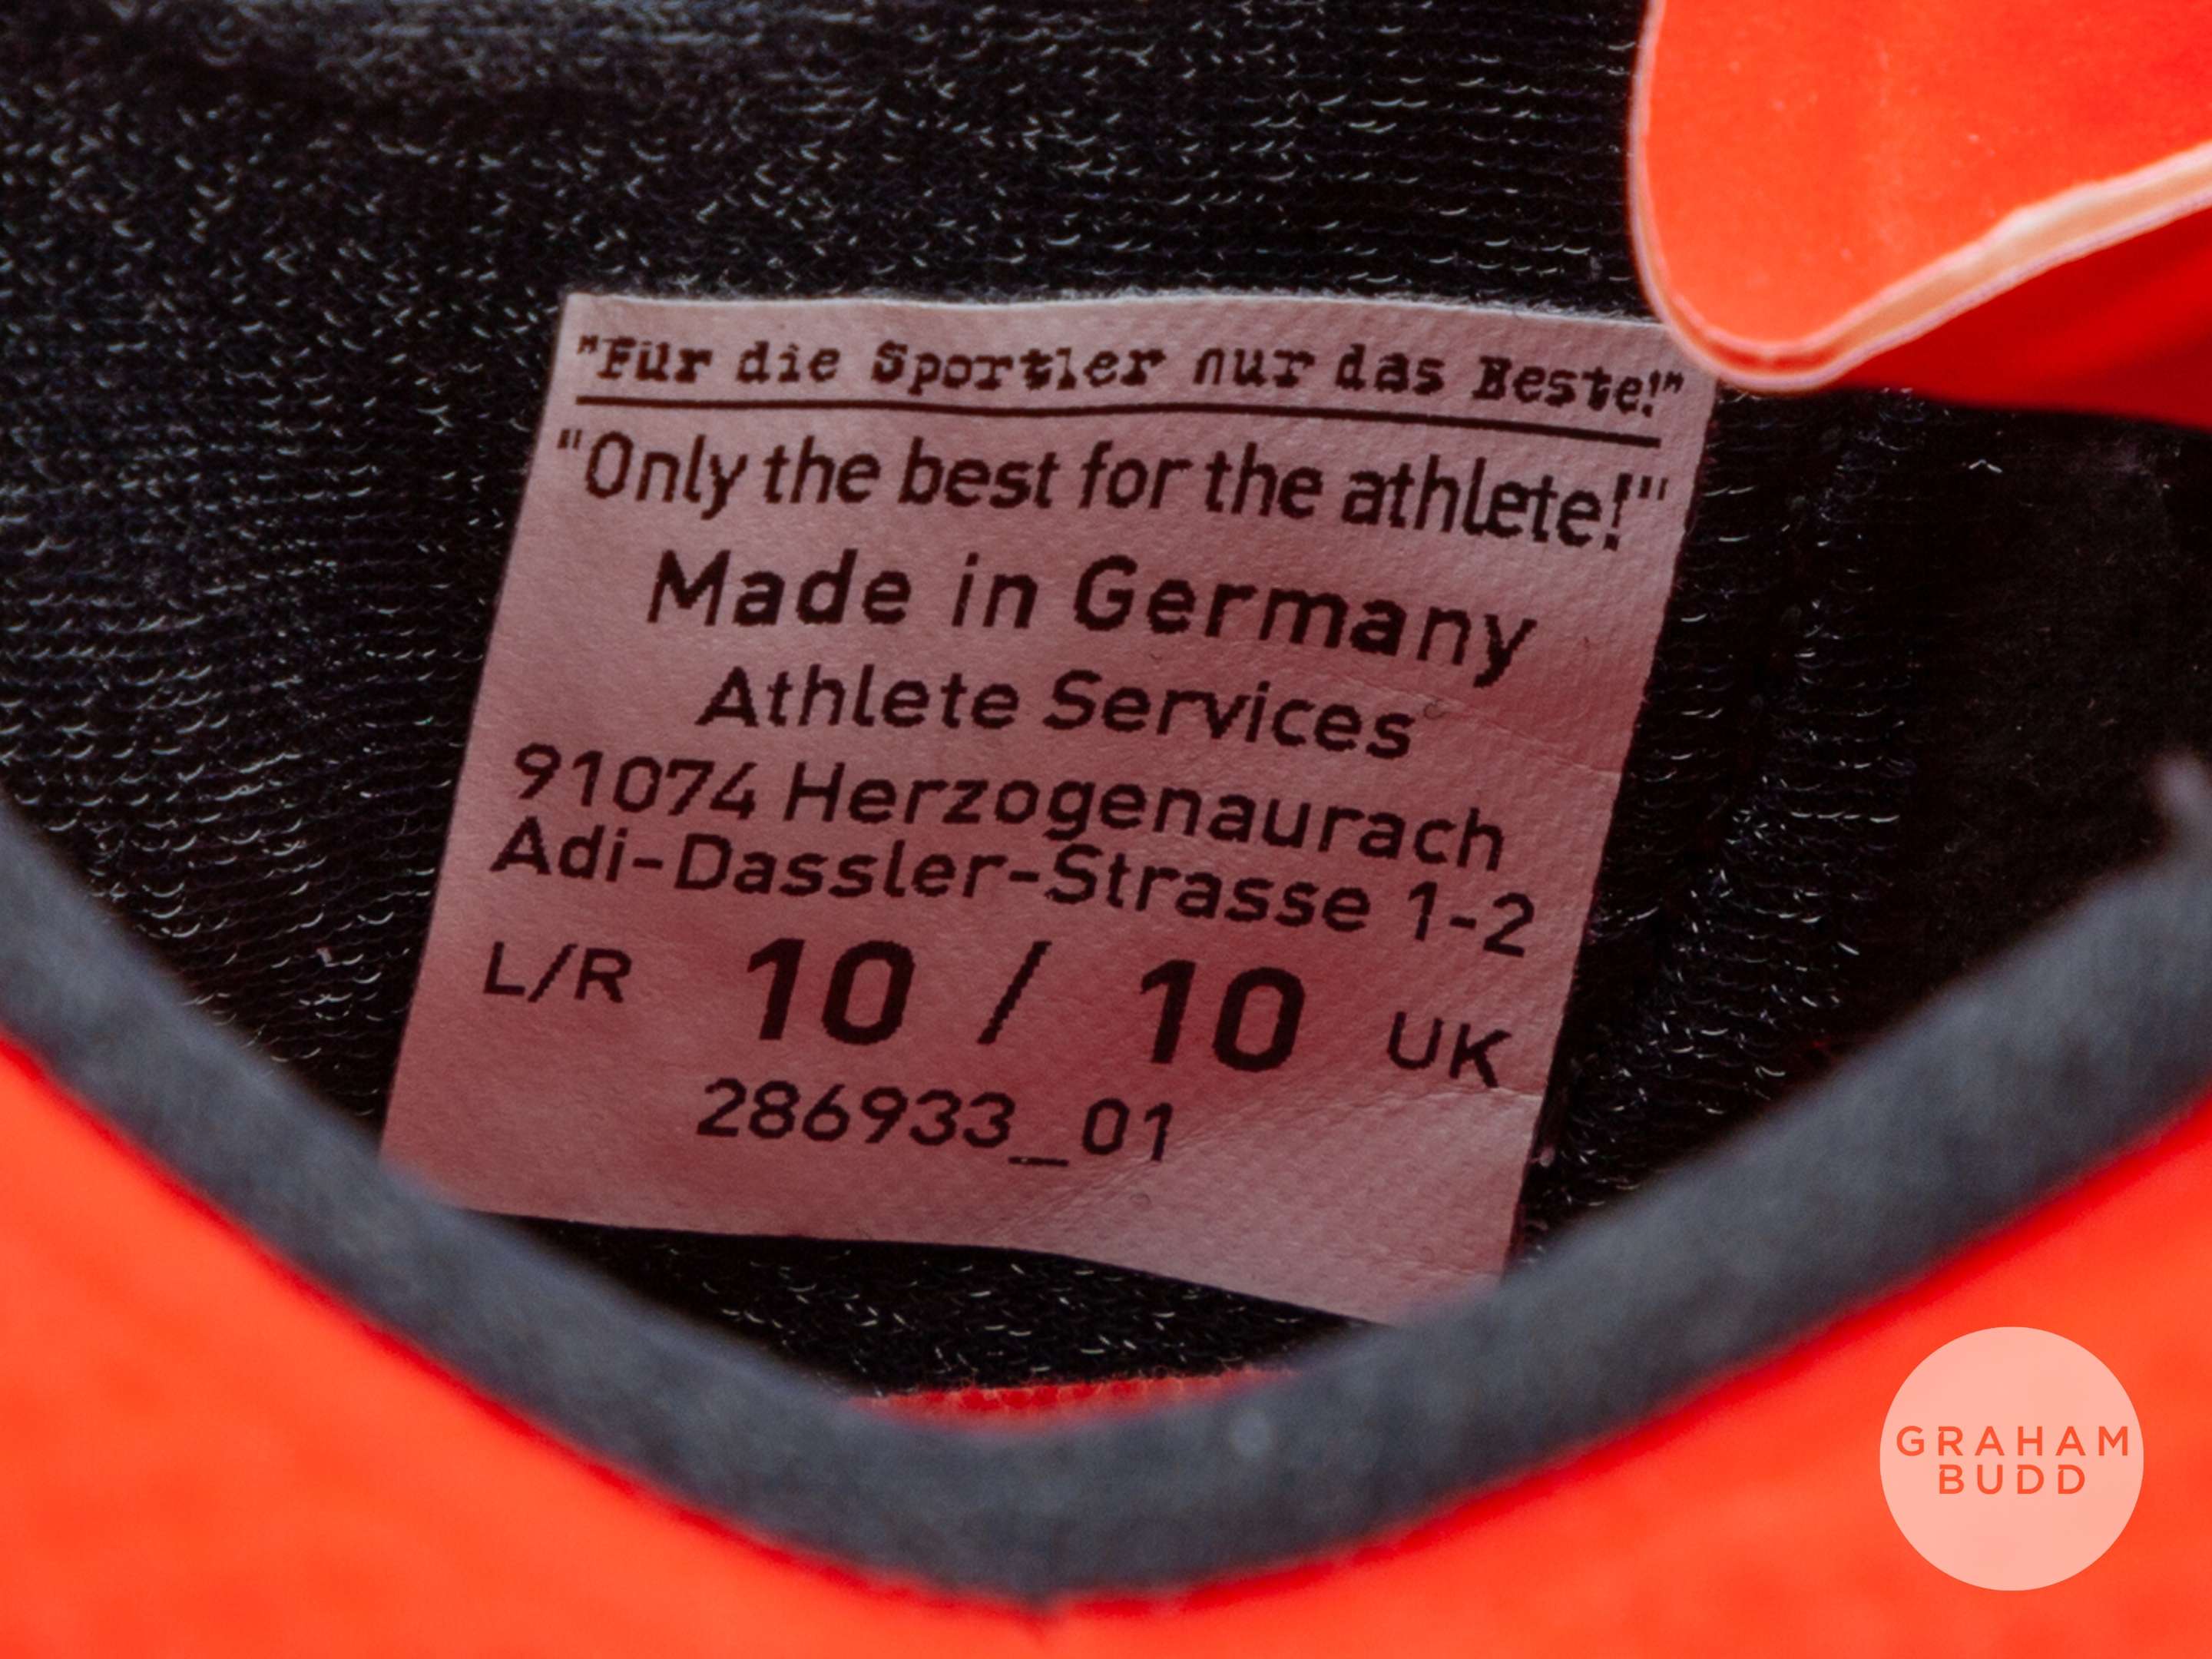 "Für die Sportler nur das Beste!"
"Only the best for the athlete!"
Made in Germany
Athlete Services
91074 Herzogenaurach
Adi-Dassler-Strasse 1-2
L/R 10 / 10 UK
286933_01
GRAHAM
BUDD